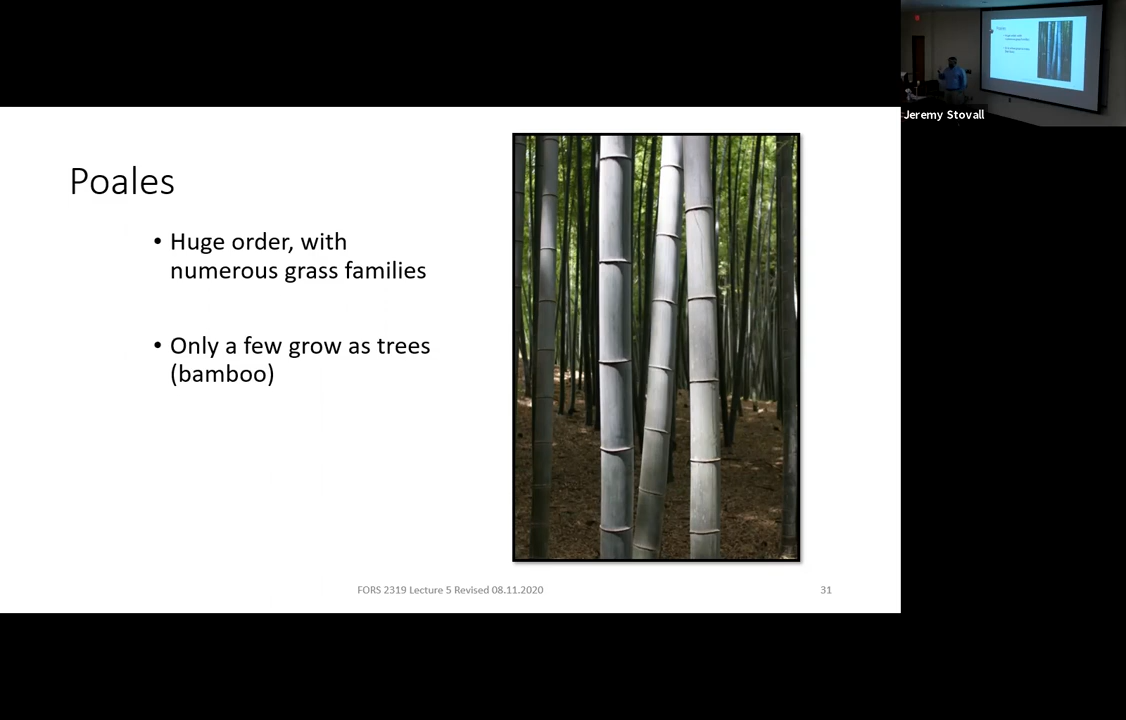 Poales
• Huge order, with
numerous grass families
• Only a few grow as trees
(bamboo)
FORS 2319 Lecture 5 Revised 08.11.2020
31
Jeremy Stovall